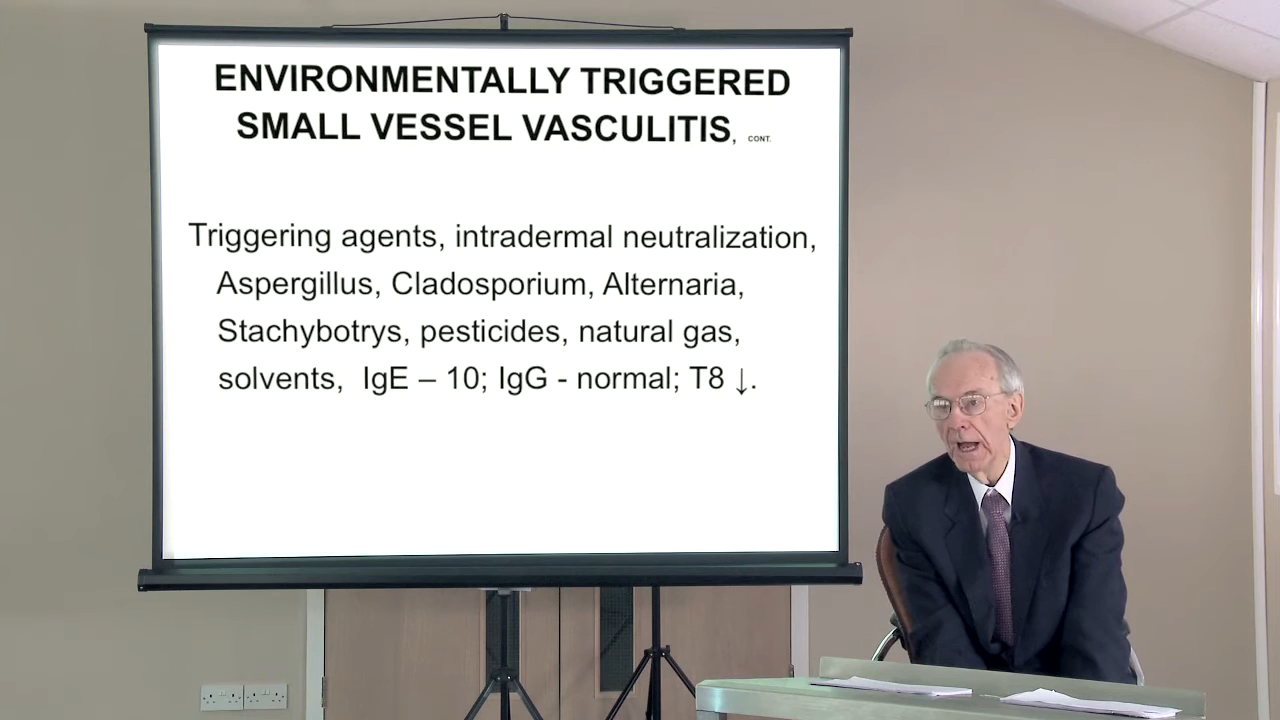 ENVIRONMENTALLY TRIGGERED
SMALL VESSEL VASCULITIS, CONT.
Triggering agents, intradermal neutralization,
Aspergillus, Cladosporium, Alternaria,
Stachybotrys, pesticides, natural gas,
solvents, IgE – 10; IgG - normal; T8 ↓.